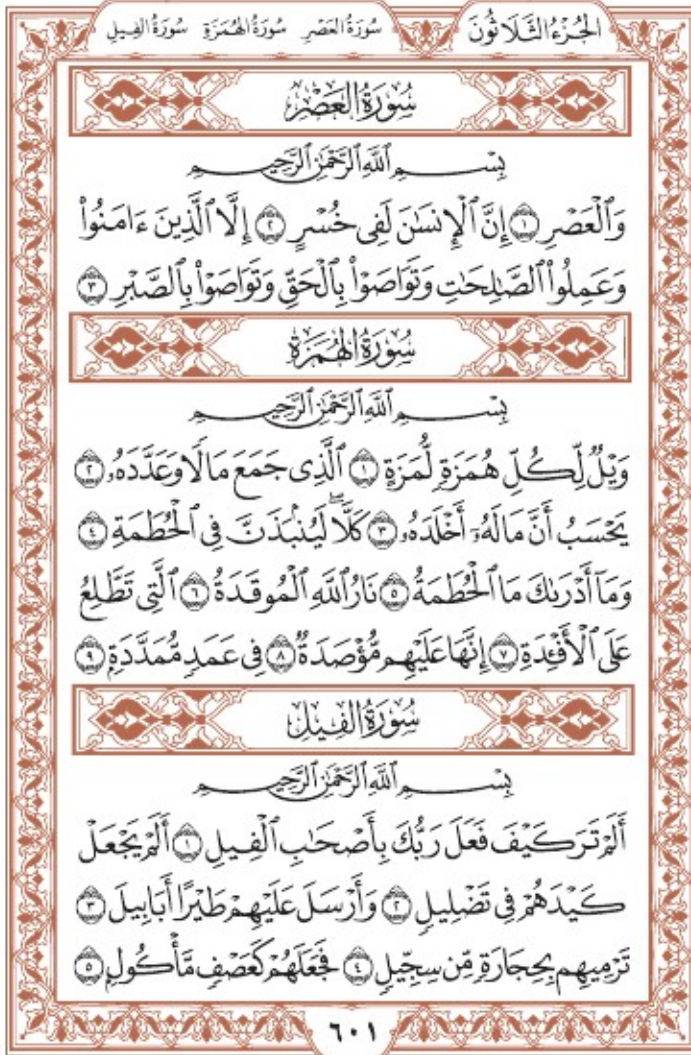 الجُزْءُ الثَّلَاثُونَ سُورَةُ العَصْرِ سُورَةُ الهُمَزَةِ سُورَةُ الفِيلِ
سُورَةُ العَصْرِ
بِسْمِ ٱللَّهِ ٱلرَّحْمَٰنِ ٱلرَّحِيمِ
وَٱلْعَصْرِ ١ إِنَّ ٱلْإِنسَٰنَ لَفِى خُسْرٍ ٢ إِلَّا ٱلَّذِينَ ءَامَنُوا۟
وَعَمِلُوا۟ ٱلصَّٰلِحَٰتِ وَتَوَاصَوْا۟ بِٱلْحَقِّ وَتَوَاصَوْا۟ بِٱلصَّبْرِ ٣
سُورَةُ الهُمَزَةِ
بِسْمِ ٱللَّهِ ٱلرَّحْمَٰنِ ٱلرَّحِيمِ
وَيْلٌ لِّكُلِّ هُمَزَةٍ لُّمَزَةٍ ١ ٱلَّذِى جَمَعَ مَالًا وَعَدَّدَهُۥ ٢
يَحْسَبُ أَنَّ مَالَهُۥٓ أَخْلَدَهُۥ ٣ كَلَّا ۖ لَيُنۢبَذَنَّ فِى ٱلْحُطَمَةِ ٤
وَمَآ أَدْرَىٰكَ مَا ٱلْحُطَمَةُ ٥ نَارُ ٱللَّهِ ٱلْمُوقَدَةُ ٦ ٱلَّتِى تَطَّلِعُ
عَلَى ٱلْأَفْـِٔدَةِ ٧ إِنَّهَا عَلَيْهِم مُّؤْصَدَةٌ ٨ فِى عَمَدٍ مُّمَدَّدَةٍۭ ٩
سُورَةُ الفِيلِ
بِسْمِ ٱللَّهِ ٱلرَّحْمَٰنِ ٱلرَّحِيمِ
أَلَمْ تَرَ كَيْفَ فَعَلَ رَبُّكَ بِأَصْحَٰبِ ٱلْفِيلِ ١ أَلَمْ يَجْعَلْ
كَيْدَهُمْ فِى تَضْلِيلٍ ٢ وَأَرْسَلَ عَلَيْهِمْ طَيْرًا أَبَابِيلَ ٣
تَرْمِيهِم بِحِجَارَةٍ مِّن سِجِّيلٍ ٤ فَجَعَلَهُمْ كَعَصْفٍ مَّأْكُولٍۭ ٥
٦٠١